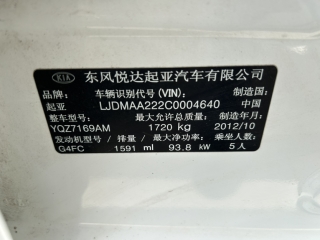 KIA 东风悦达起亚汽车有限公司
品牌: 车辆识别代号(VIN): 制造国:
起亚 LJDMAA222C0004640 中国
整车型号: 最大允许总质量: 制造年月:
YQZ7169AM 1720 kg 2012/10
发动机型号 / 排量 / 最大净功率: 乘坐人数:
G4FC 1591 ml 93.8 kW 5人